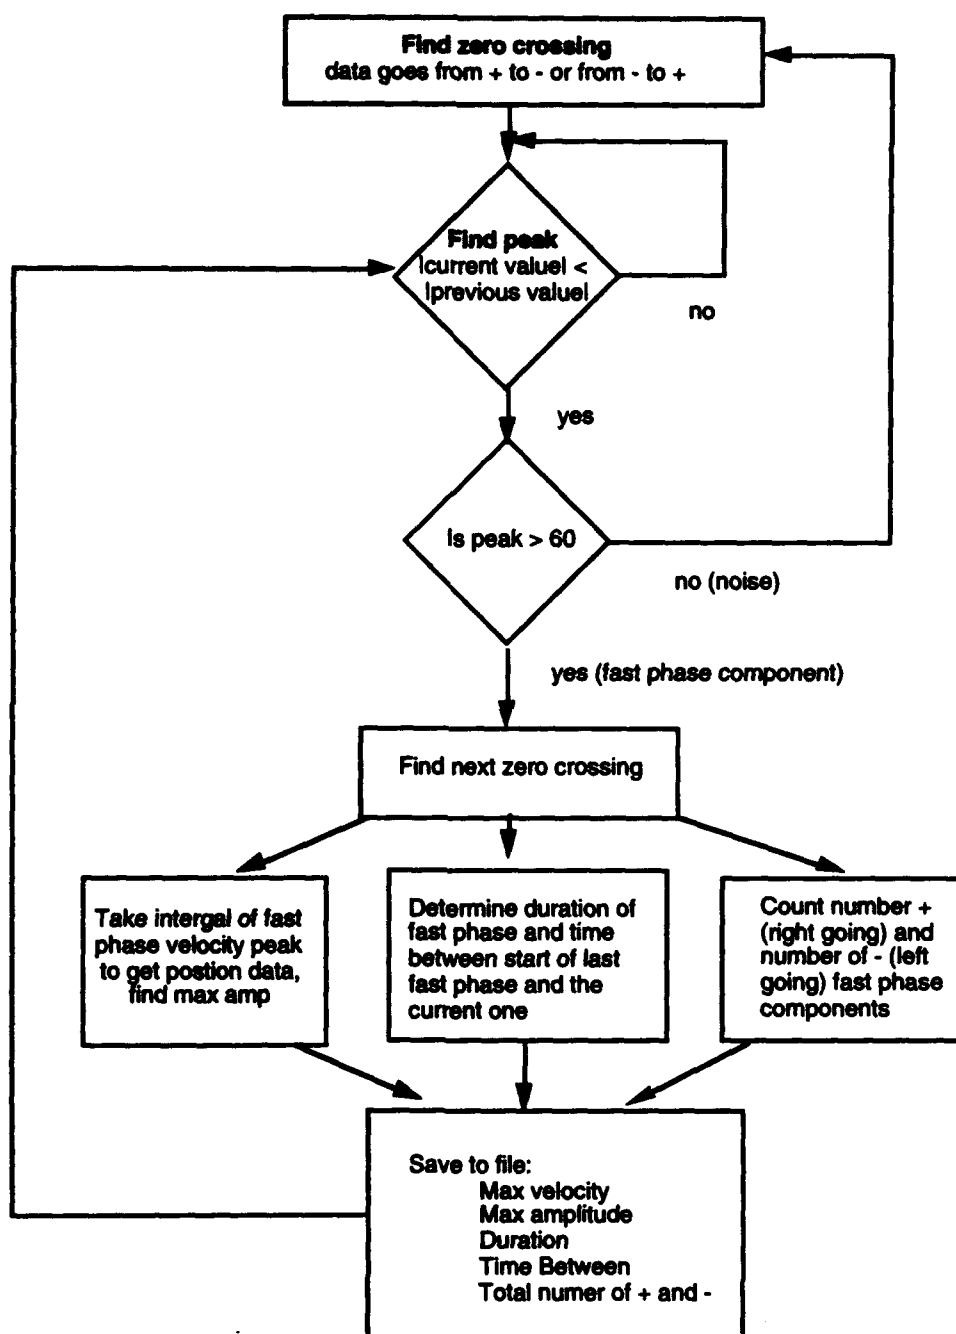 Find zero crossing
data goes from + to - or from - to +
Find peak
|current value| <
|previous value|
no
yes
Is peak > 60
no (noise)
yes (fast phase component)
Find next zero crossing
Take intergal of fast
phase velocity peak
to get postion data,
find max amp
Determine duration of
fast phase and time
between start of last
fast phase and the
current one
Count number +
(right going) and
number of - (left
going) fast phase
components
Save to file:
Max velocity
Max amplitude
Duration
Time Between
Total numer of + and -